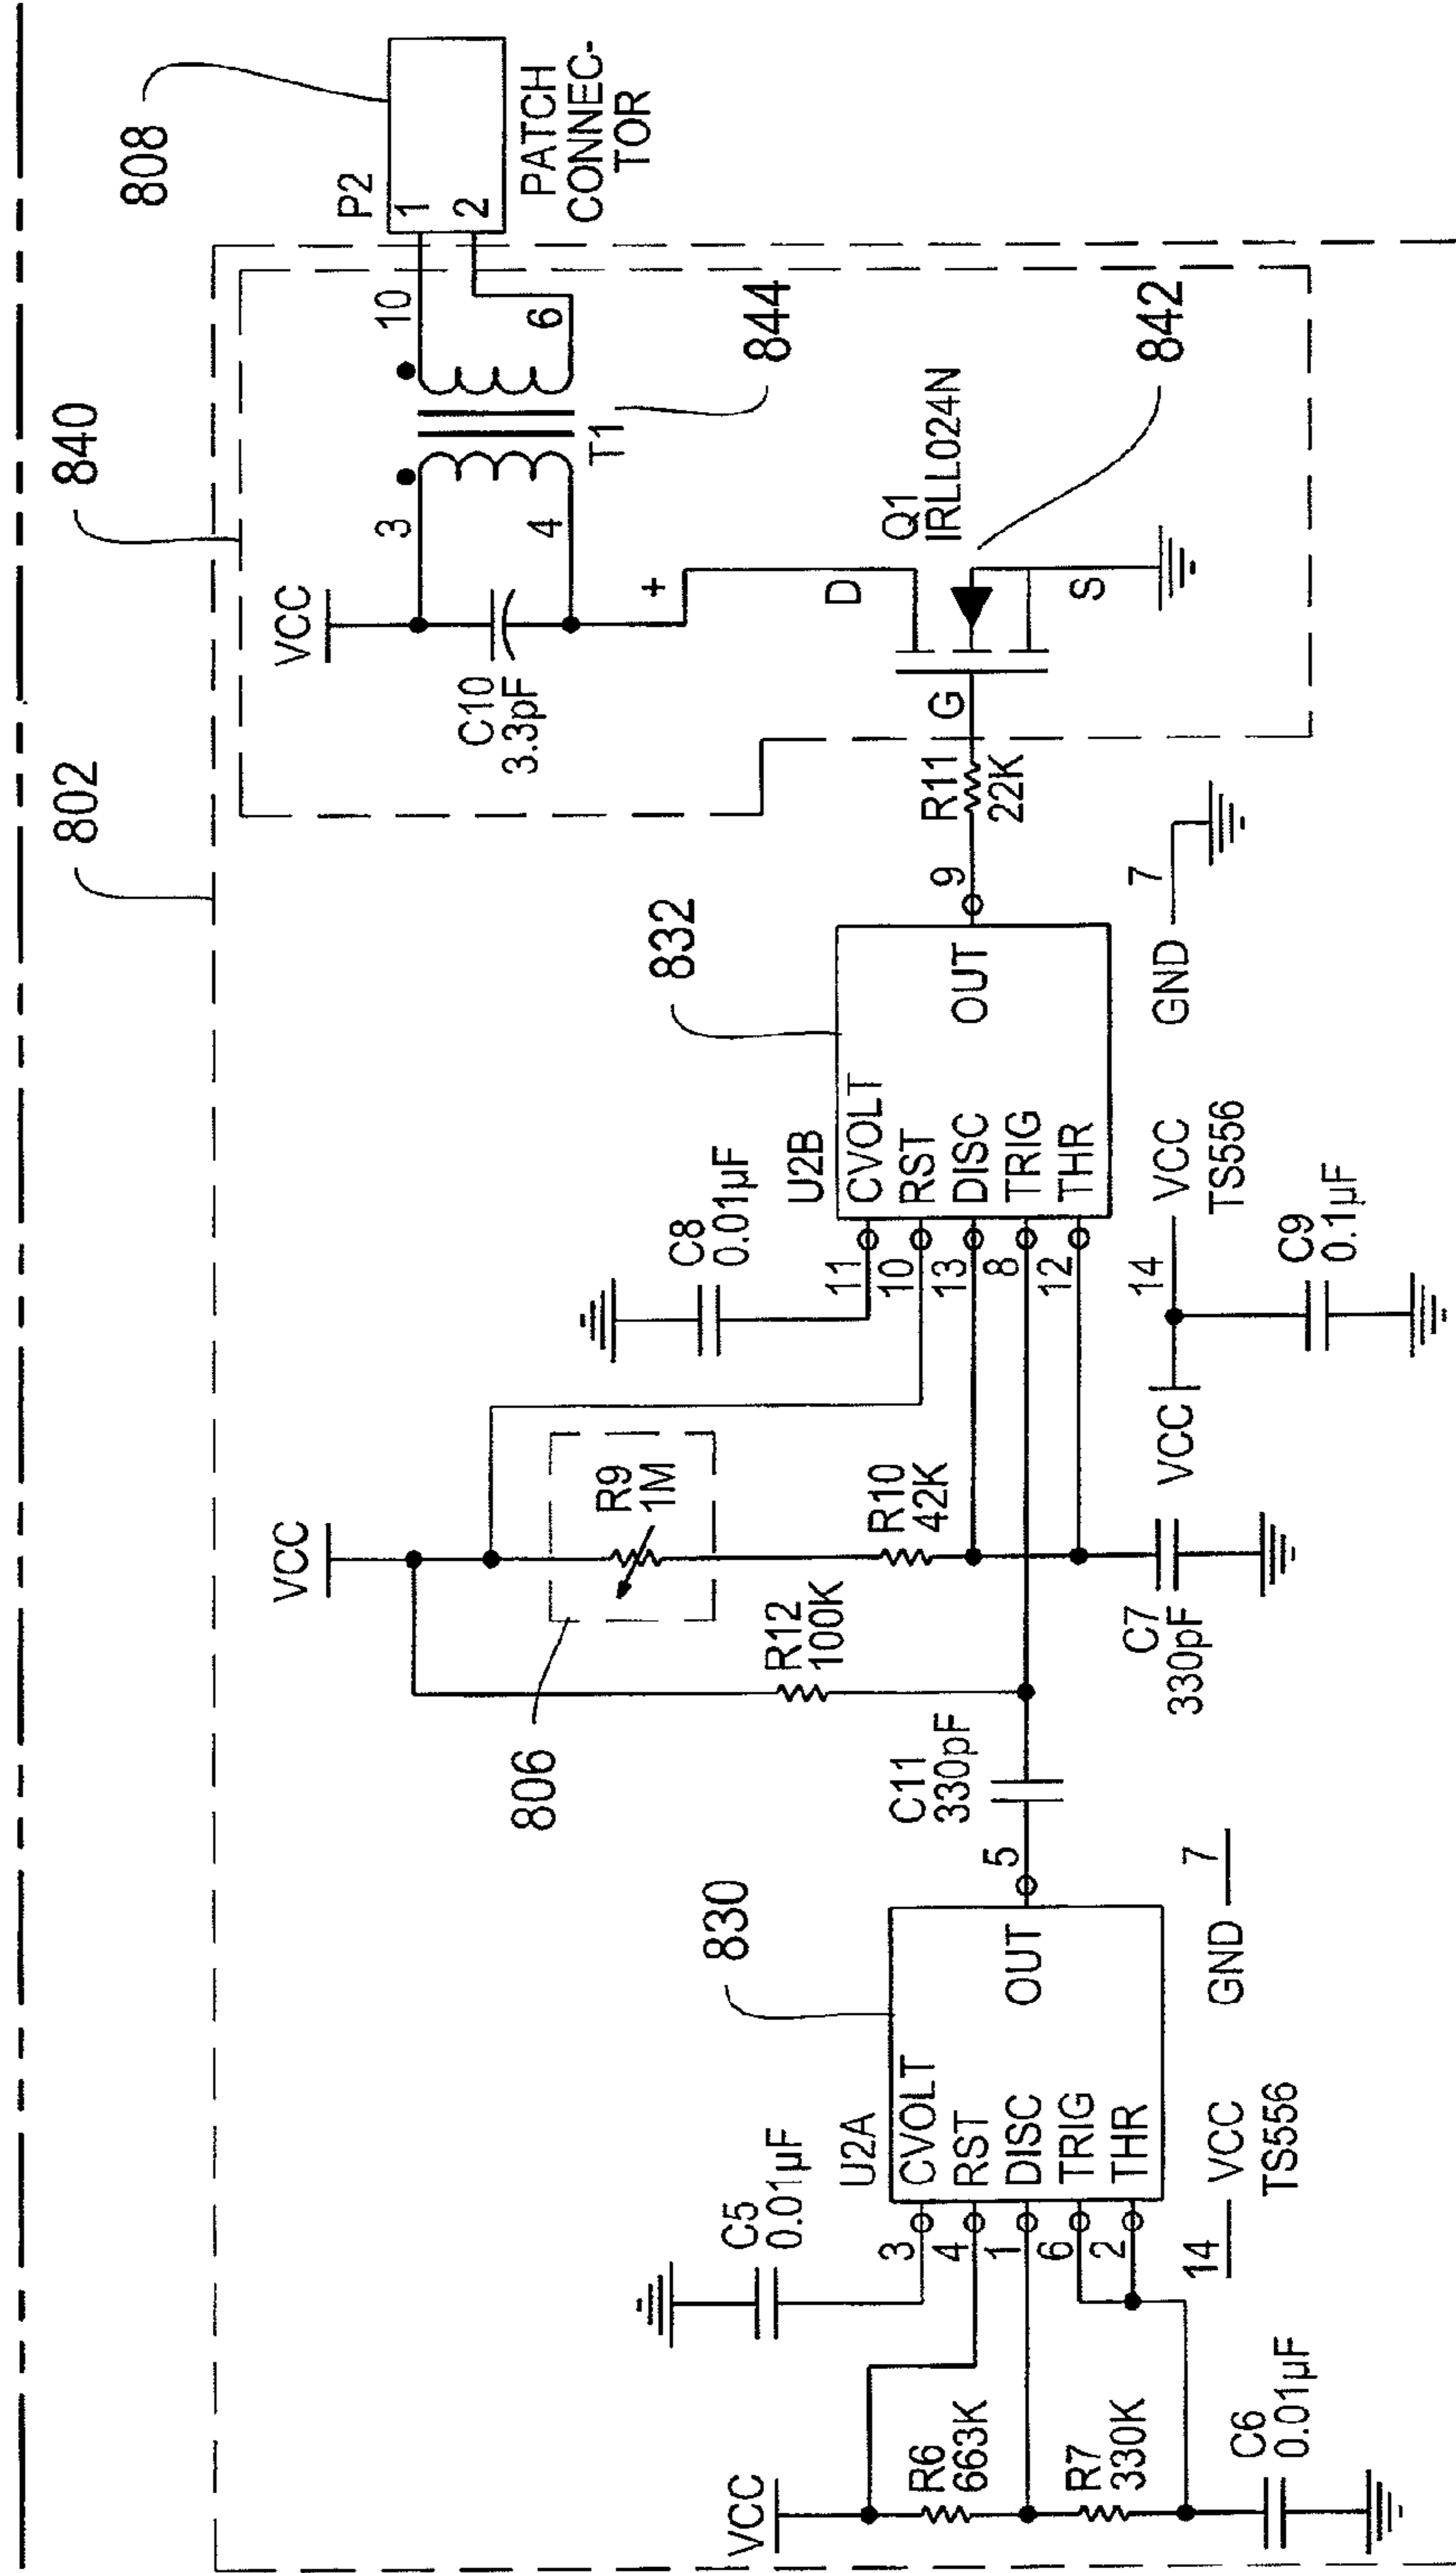 802
840
808
VCC
P2
1
2
PATCH
CONNEC-
TOR
3
4
10
6
T1
844
C10
3.3pF
+
D
G
S
Q1
IRLL024N
842
R11
22K
9
832
U2B
CVOLT
RST
DISC
TRIG
THR
OUT
11
10
13
8
12
C8
0.01µF
GND
7
VCC
14
TS556
VCC
C9
0.1µF
VCC
R9
1M
806
R10
42K
R12
100K
C7
330pF
C11
330pF
5
830
U2A
CVOLT
RST
DISC
TRIG
THR
OUT
3
4
1
6
2
GND
7
14
VCC
TS556
C5
0.01µF
VCC
R6
663K
R7
330K
C6
0.01µF